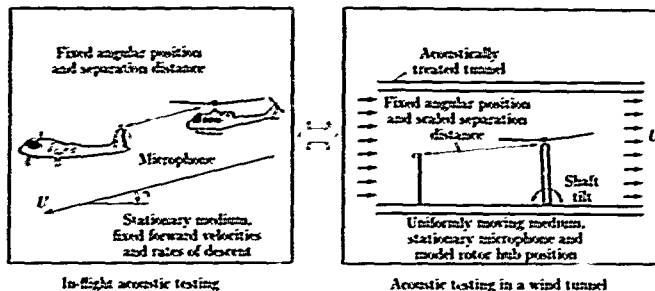 Fixed angular position
and separation distance
Microphone
U
Stationary medium,
fixed forward velocities
and rates of descent
In-flight acoustic testing
Acoustically
treated tunnel
Fixed angular position
and scaled separation
distance
U
Shaft
tilt
Uniformly moving medium,
stationary microphone and
model rotor hub position
Acoustic testing in a wind tunnel